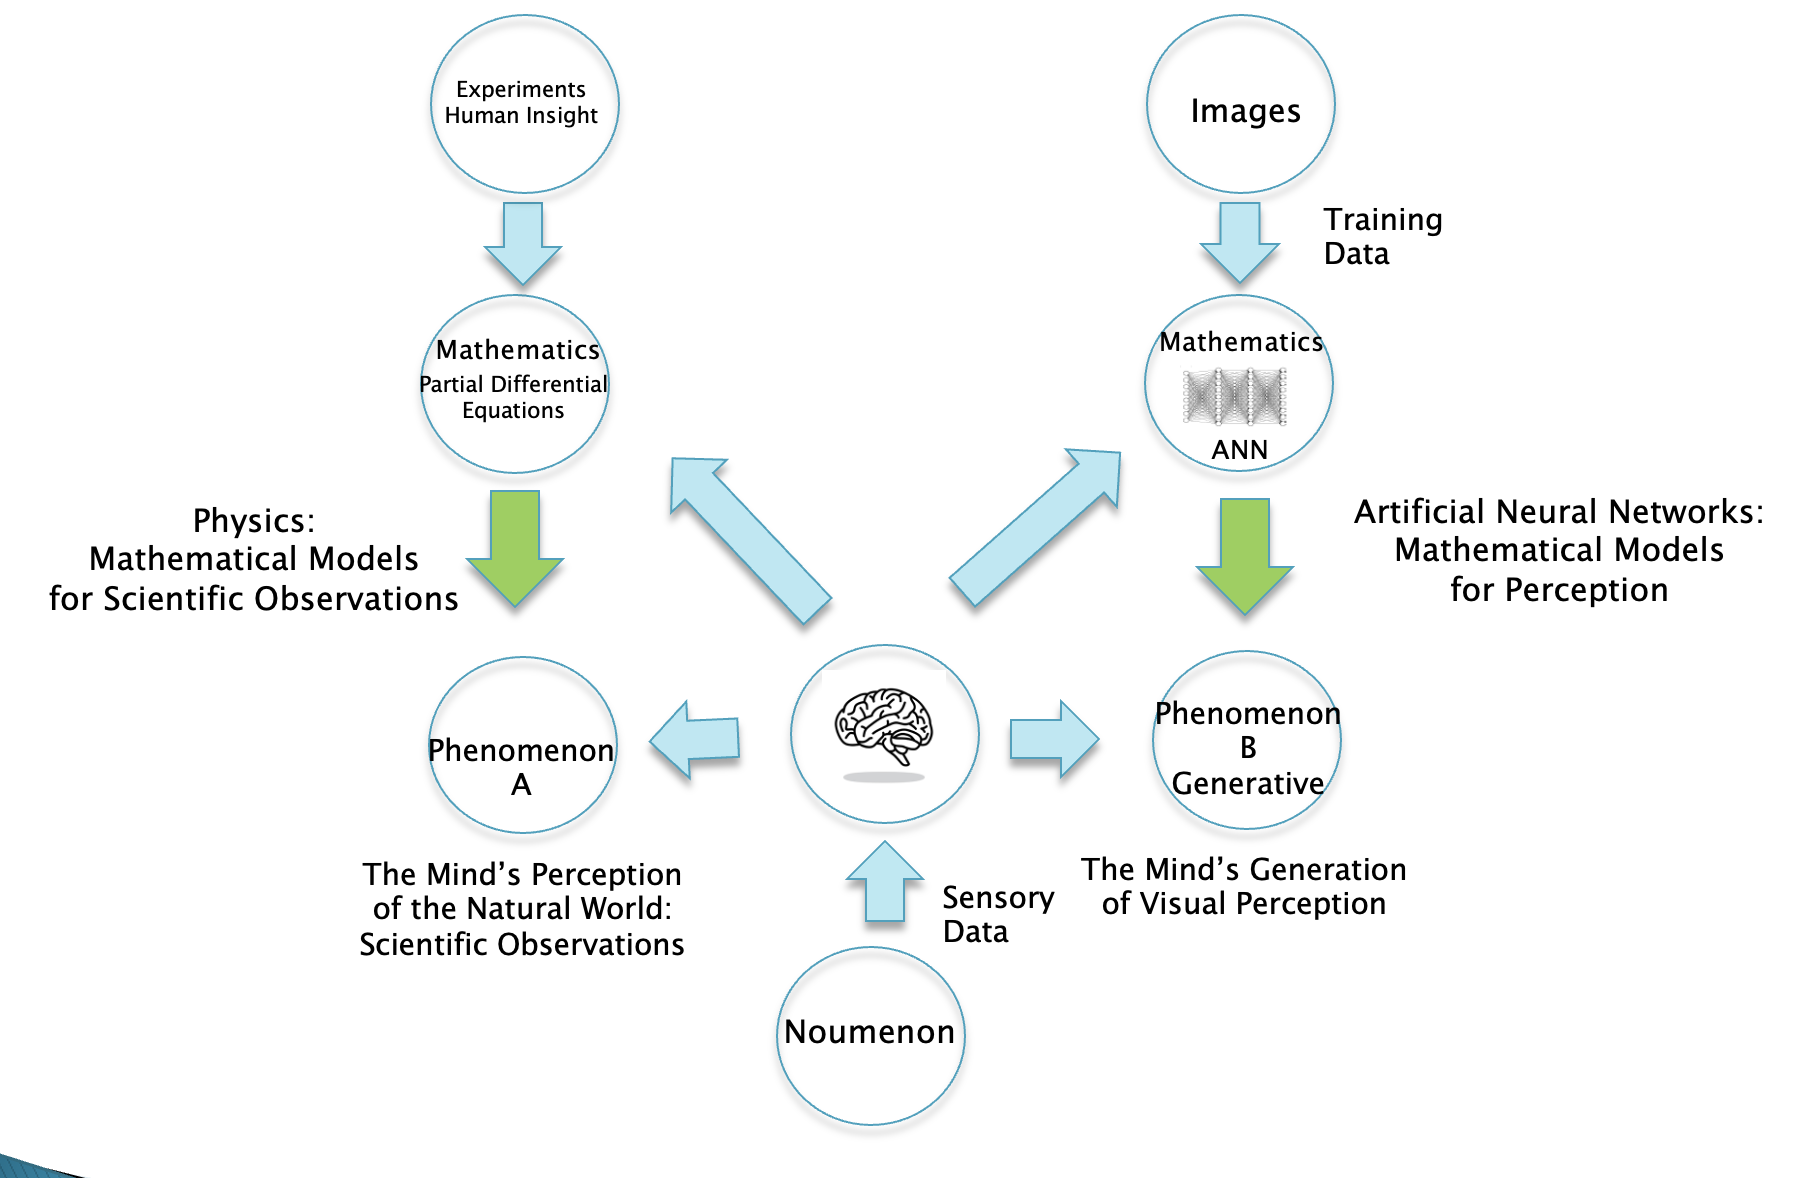 Experiments
Human Insight
Images
Training
Data
Mathematics
Partial Differential
Equations
Mathematics
ANN
Physics:
Mathematical Models
for Scientific Observations
Artificial Neural Networks:
Mathematical Models
for Perception
Phenomenon
A
Phenomenon
B
Generative
The Mind’s Perception
of the Natural World:
Scientific Observations
Sensory
Data
The Mind’s Generation
of Visual Perception
Noumenon